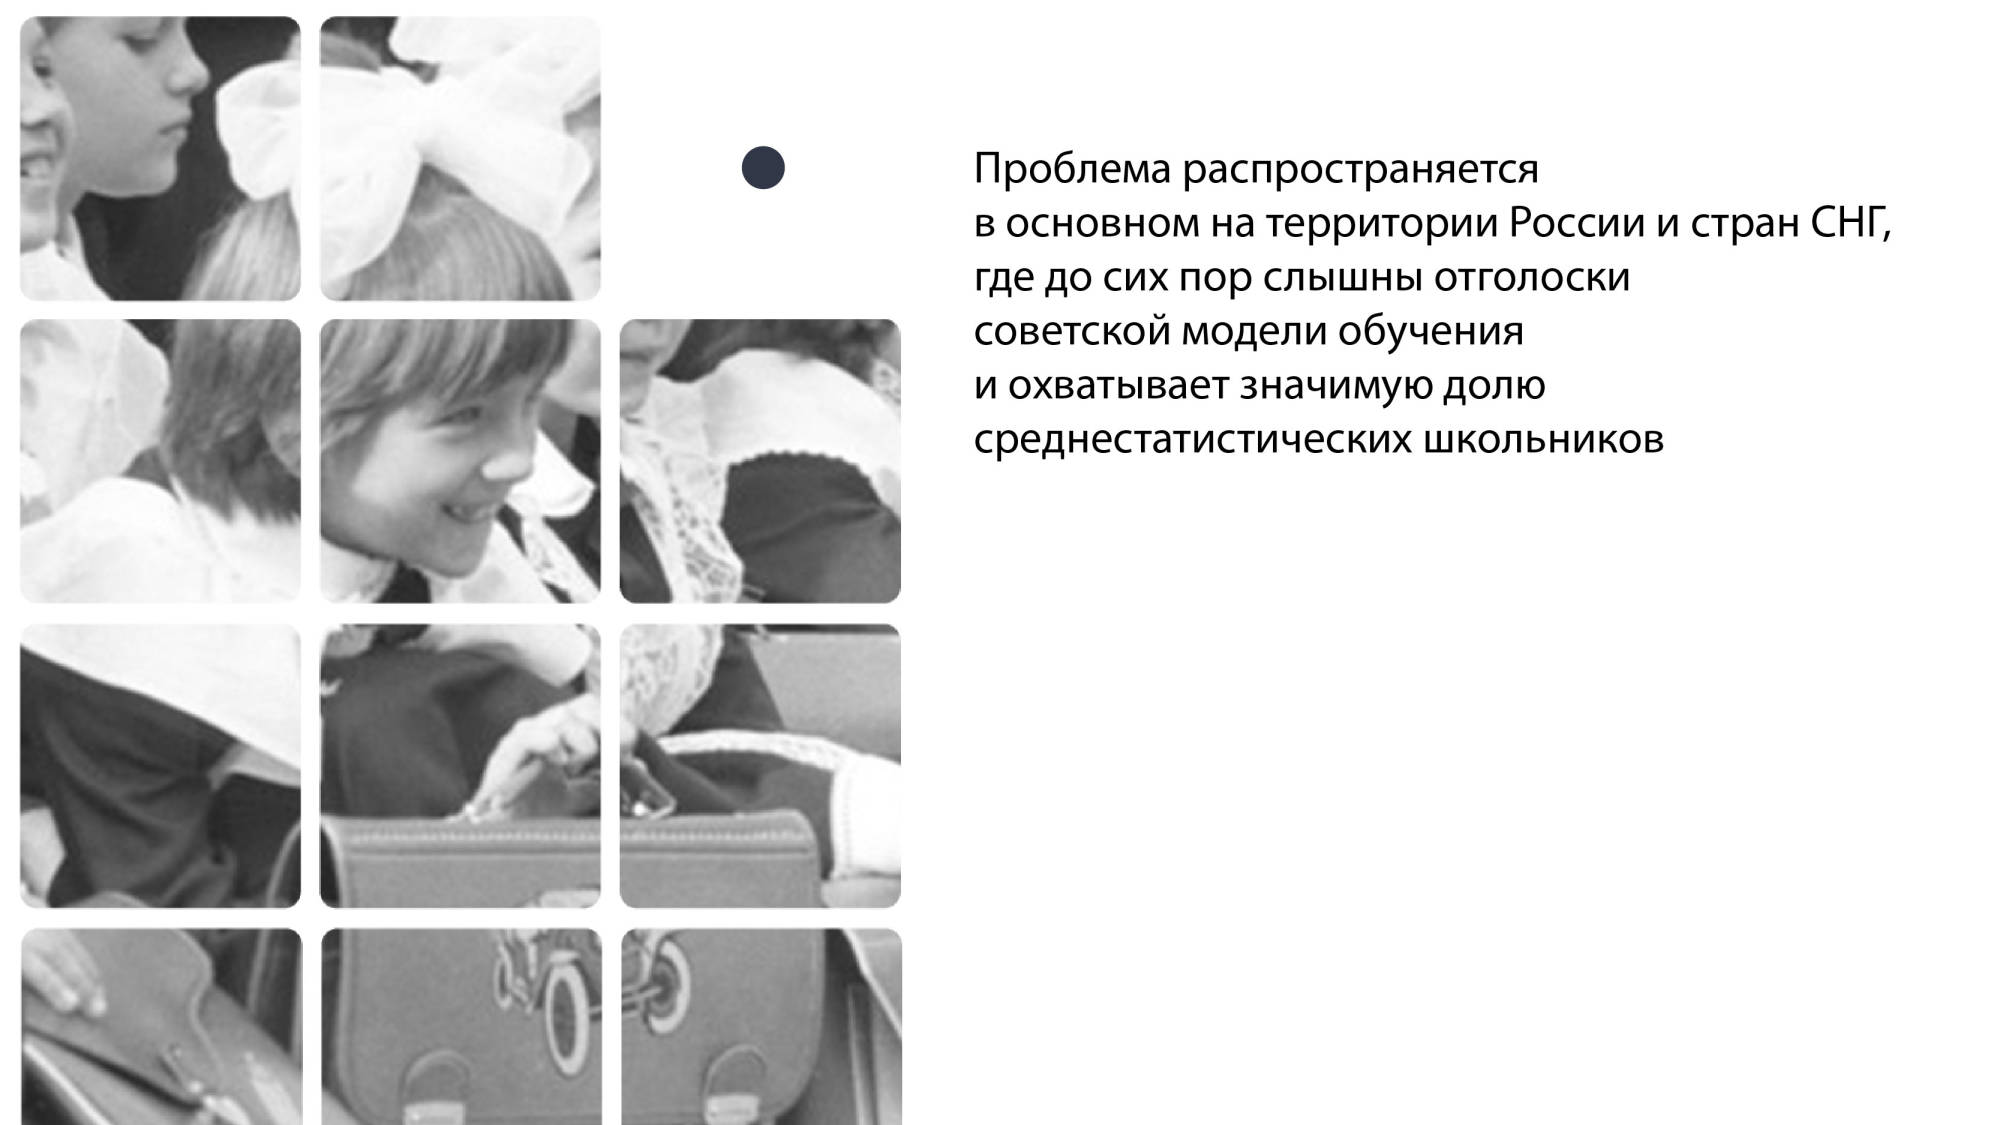 Проблема распространяется
в основном на территории России и стран СНГ,
где до сих пор слышны отголоски
советской модели обучения
и охватывает значимую долю
среднестатистических школьников